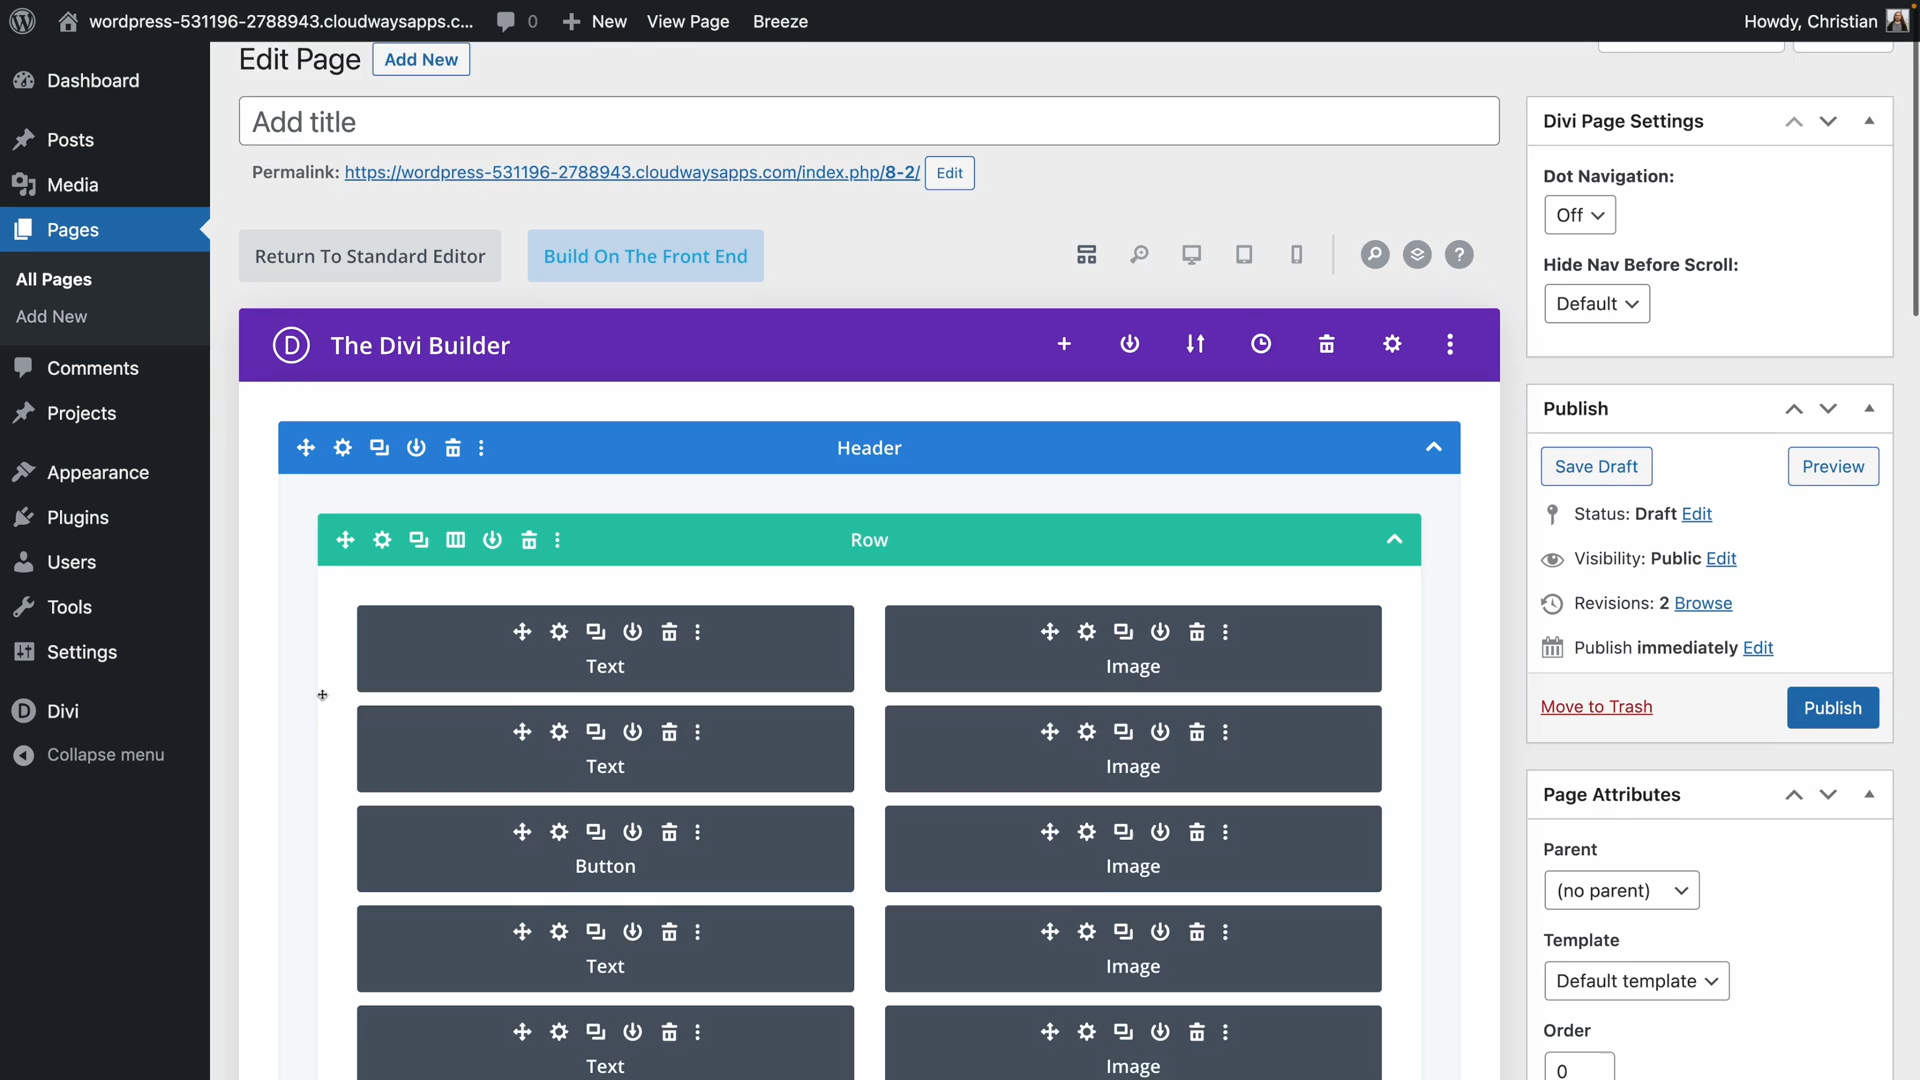 wordpress-531196-2788943.cloudwaysapps.c...
0
New
View Page
Breeze
Howdy, Christian
Dashboard
Posts
Media
Pages
All Pages
Add New
Comments
Projects
Appearance
Plugins
Users
Tools
Settings
Divi
Collapse menu
Edit Page
Add New
Add title
Permalink: https://wordpress-531196-2788943.cloudwaysapps.com/index.php/8-2/ Edit
Return To Standard Editor
Build On The Front End
?
D The Divi Builder
Header
Row
Text
Image
Text
Image
Button
Image
Text
Image
Text
Image
Divi Page Settings
Dot Navigation:
Off
Hide Nav Before Scroll:
Default
Publish
Save Draft
Preview
Status: Draft Edit
Visibility: Public Edit
Revisions: 2 Browse
Publish immediately Edit
Move to Trash
Publish
Page Attributes
Parent
(no parent)
Template
Default template
Order
0